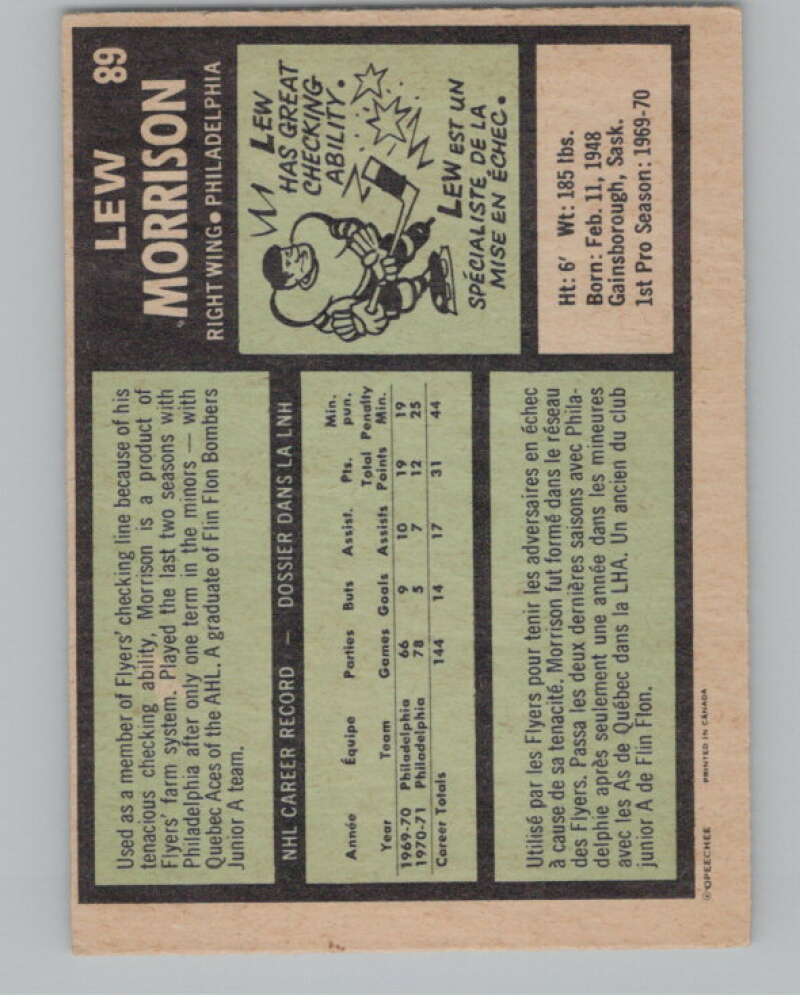 LEW 89
MORRISON
RIGHT WING • PHILADELPHIA
LEW
HAS GREAT
CHECKING
ABILITY.
LEW EST UN
SPÉCIALISTE DE LA
MISE EN ÉCHEC.
Ht: 6' Wt: 185 lbs.
Born: Feb. 11, 1948
Gainsborough, Sask.
1st Pro Season: 1969-70
Used as a member of Flyers' checking line because of his
tenacious checking ability, Morrison is a product of
Flyers' farm system. Played the last two seasons with
Philadelphia after only one term in the minors — with
Quebec Aces of the AHL. A graduate of Flin Flon Bombers
Junior A team.
NHL CAREER RECORD — DOSSIER DANS LA LNH
Année Équipe Parties Buts Assist. Pts. Min. pun.
Year Team Games Goals Assists Total Points Penalty Min.
1969-70 Philadelphia 66 9 10 19 19
1970-71 Philadelphia 78 5 7 12 25
Career Totals 144 14 17 31 44
Utilisé par les Flyers pour tenir les adversaires en échec
à cause de sa tenacité. Morrison fut formé dans le réseau
des Flyers. Passa les deux dernières saisons avec Phila-
delphie après seulement une année dans les mineures
avec les As de Québec dans la LHA. Un ancien du club
junior A de Flin Flon.
© OPEECHEE PRINTED IN CANADA